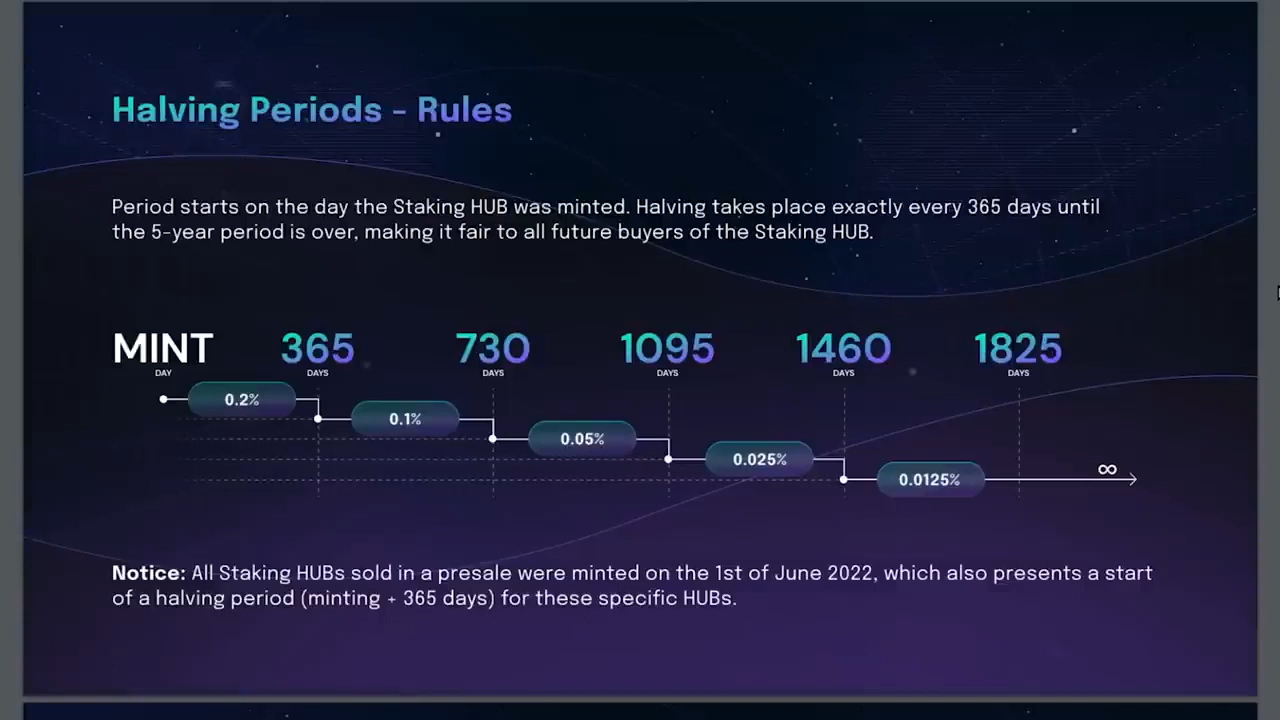 Halving Periods - Rules
Period starts on the day the Staking HUB was minted. Halving takes place exactly every 365 days until
the 5-year period is over, making it fair to all future buyers of the Staking HUB.
MINT 365 730 1095 1460 1825
DAY DAYS DAYS DAYS DAYS DAYS
0.2%
0.1%
0.05%
0.025%
0.0125%
∞
Notice: All Staking HUBs sold in a presale were minted on the 1st of June 2022, which also presents a start
of a halving period (minting + 365 days) for these specific HUBs.